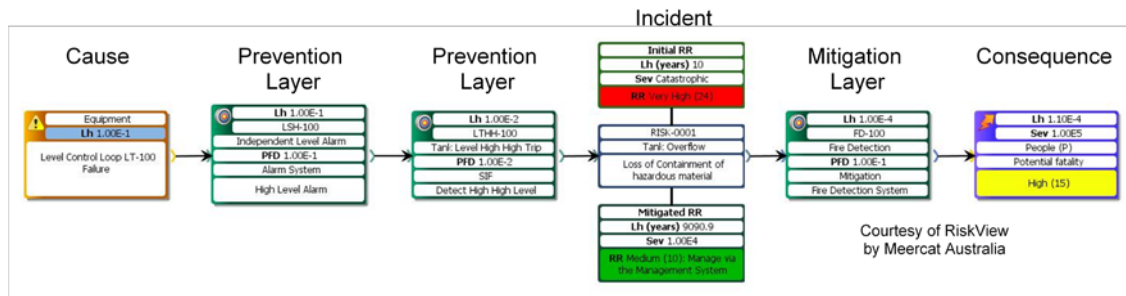 Cause
Equipment
Lh 1.00E-1
Level Control Loop LT-100
Failure
Prevention
Layer
Lh 1.00E-1
LSH-100
Independent Level Alarm
PFD 1.00E-1
Alarm System
High Level Alarm
Prevention
Layer
Lh 1.00E-2
LTHH-100
Tank: Level High High Trip
PFD 1.00E-2
SIF
Detect High High Level
Incident
Initial RR
Lh (years) 10
Sev Catastrophic
RR Very High (24)
RISK-0001
Tank: Overflow
Loss of Containment of
hazardous material
Mitigated RR
Lh (years) 9090.9
Sev 1.00E4
RR Medium (10): Manage via
the Management System
Mitigation
Layer
Lh 1.00E-4
FD-100
Fire Detection
PFD 1.00E-1
Mitigation
Fire Detection System
Consequence
Lh 1.10E-4
Sev 1.00E5
People (P)
Potential fatality
High (15)
Courtesy of RiskView
by Meercat Australia